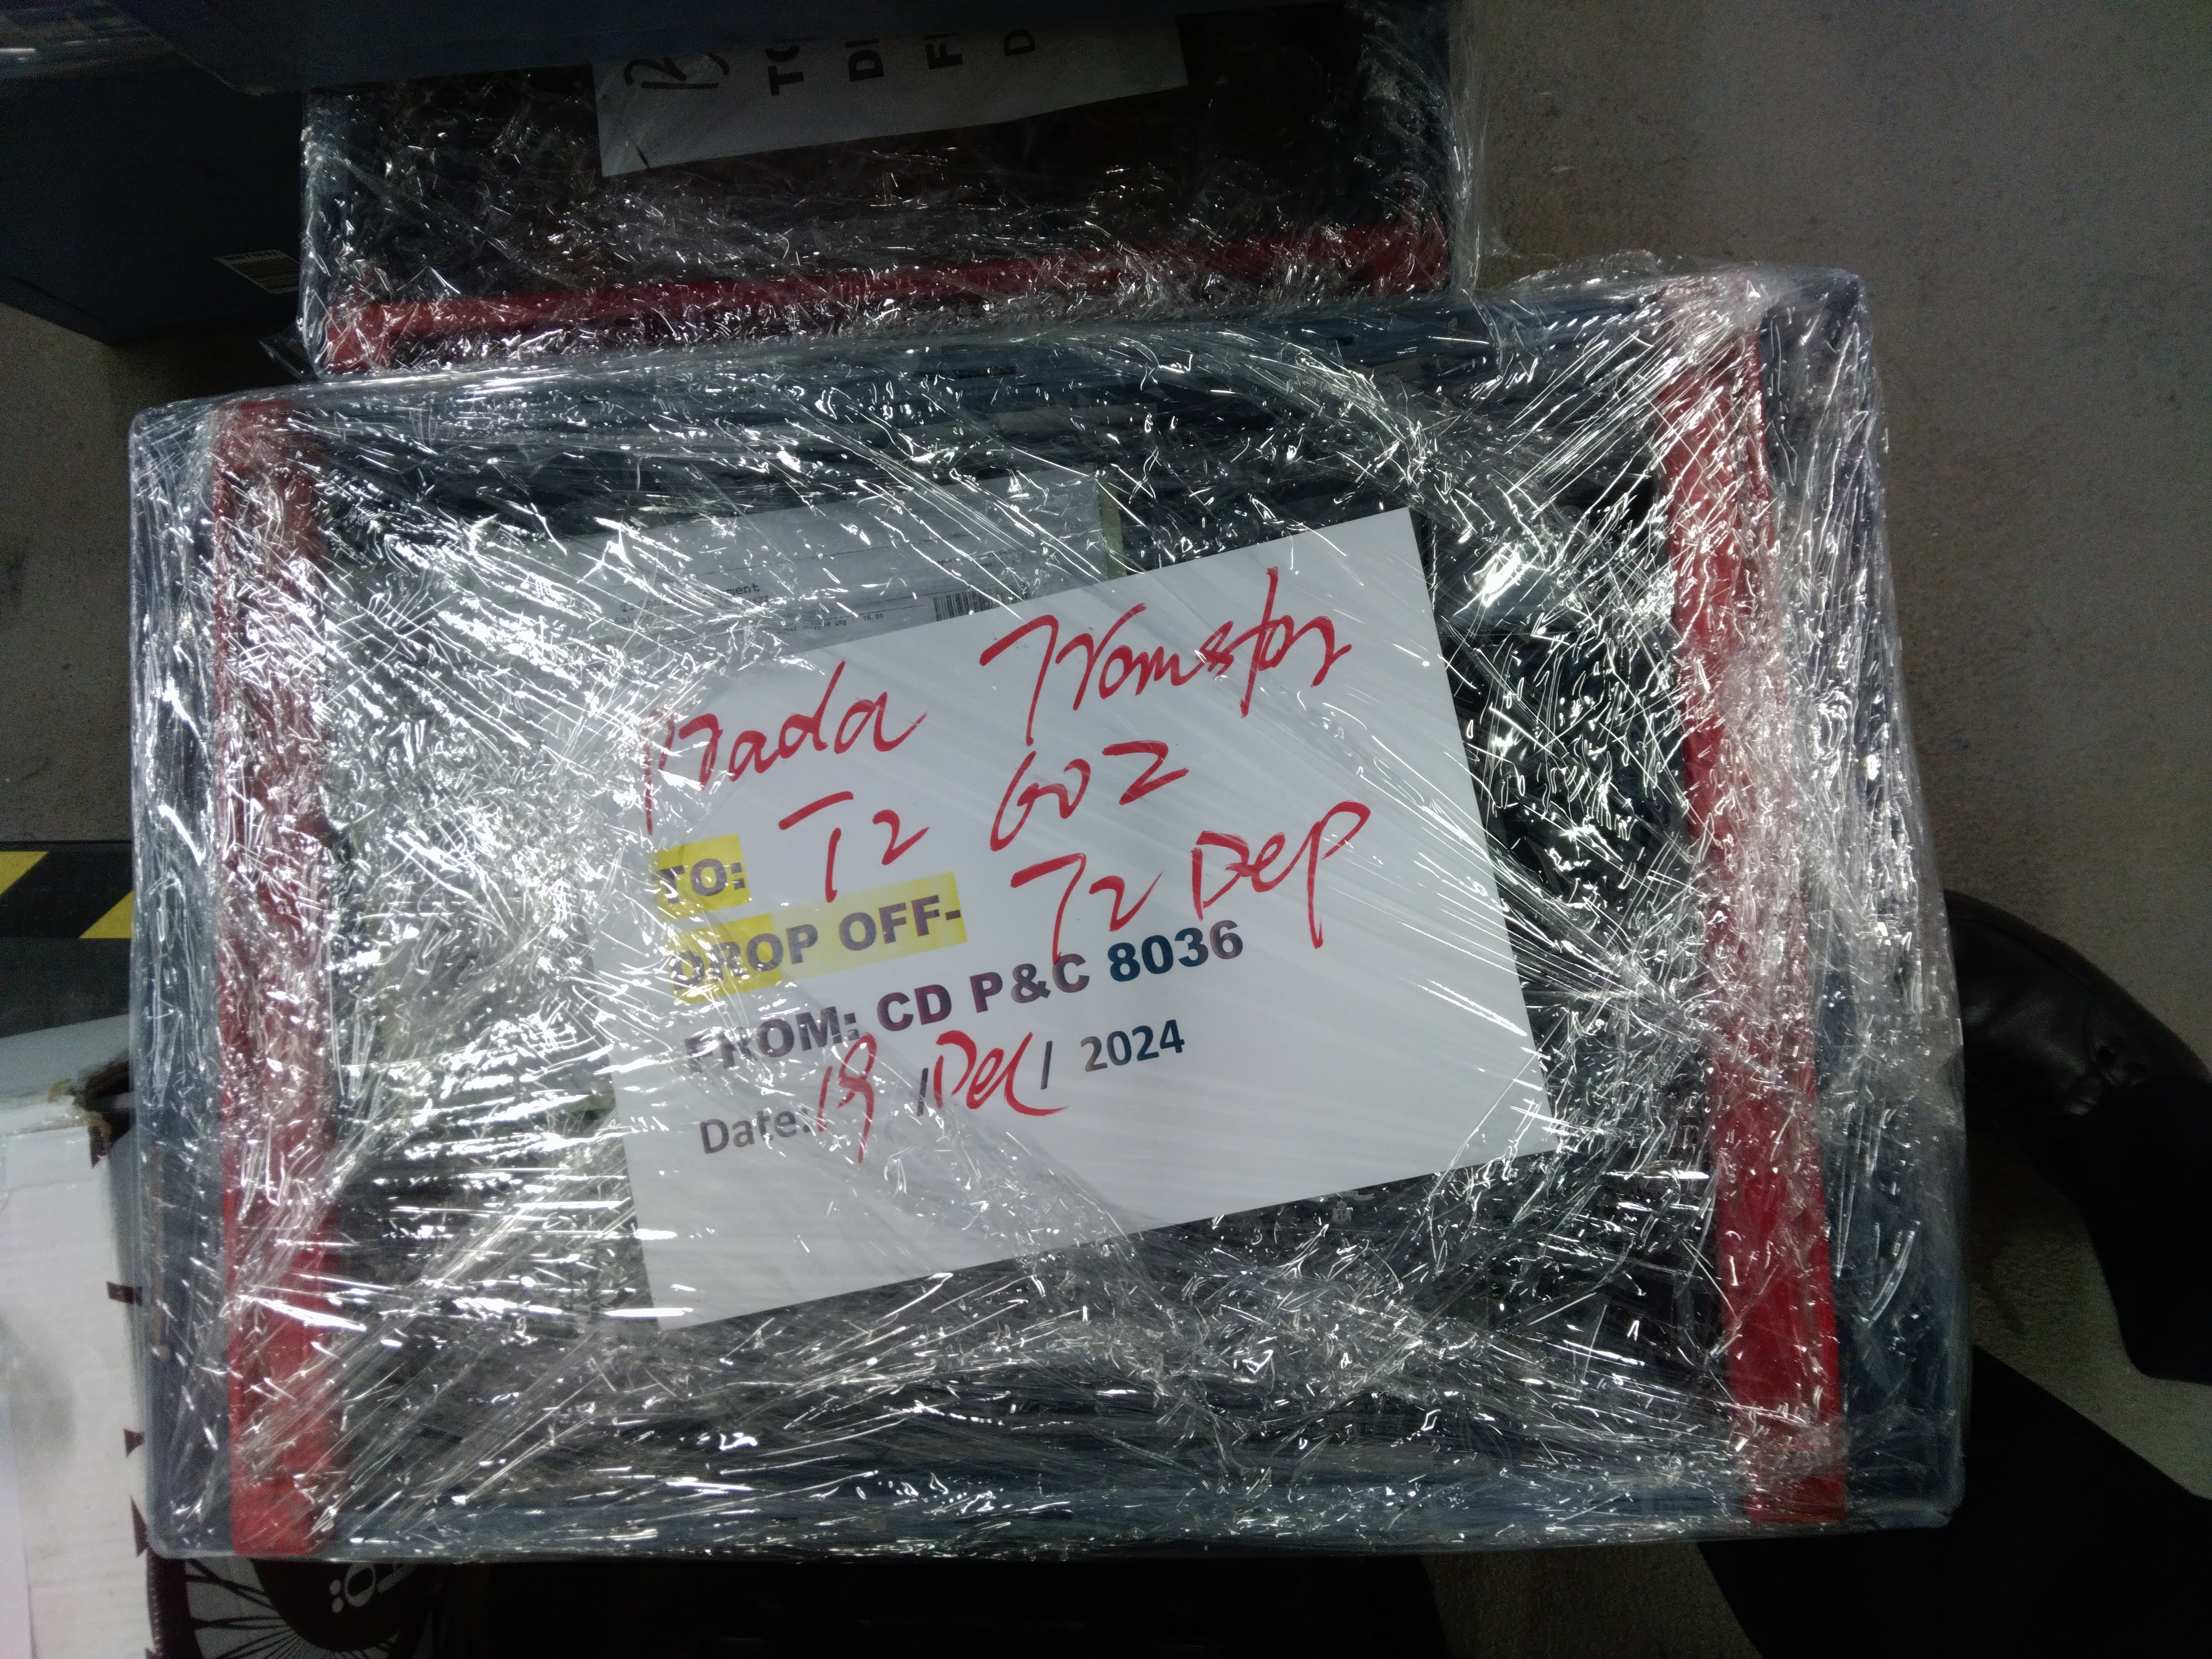 Prada Transfer
TO: T2 602
DROP OFF- T2 Dep
FROM: CD P&C 8036
Date: 19 /Dec/ 2024